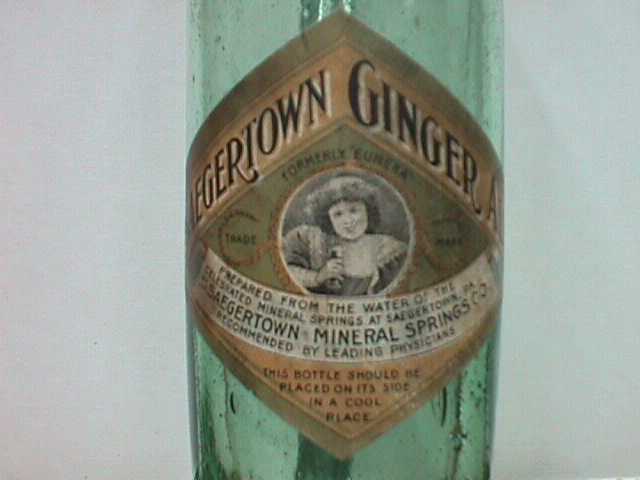 AEGERTOWN GINGER A
FORMERLY "EUREKA"
TRADE MARK
PREPARED FROM THE WATER OF THE
CELEBRATED MINERAL SPRINGS AT SAEGERTOWN, PA.
SAEGERTOWN MINERAL SPRINGS CO.
RECOMMENDED BY LEADING PHYSICIANS
THIS BOTTLE SHOULD BE
PLACED ON ITS SIDE
IN A COOL
PLACE